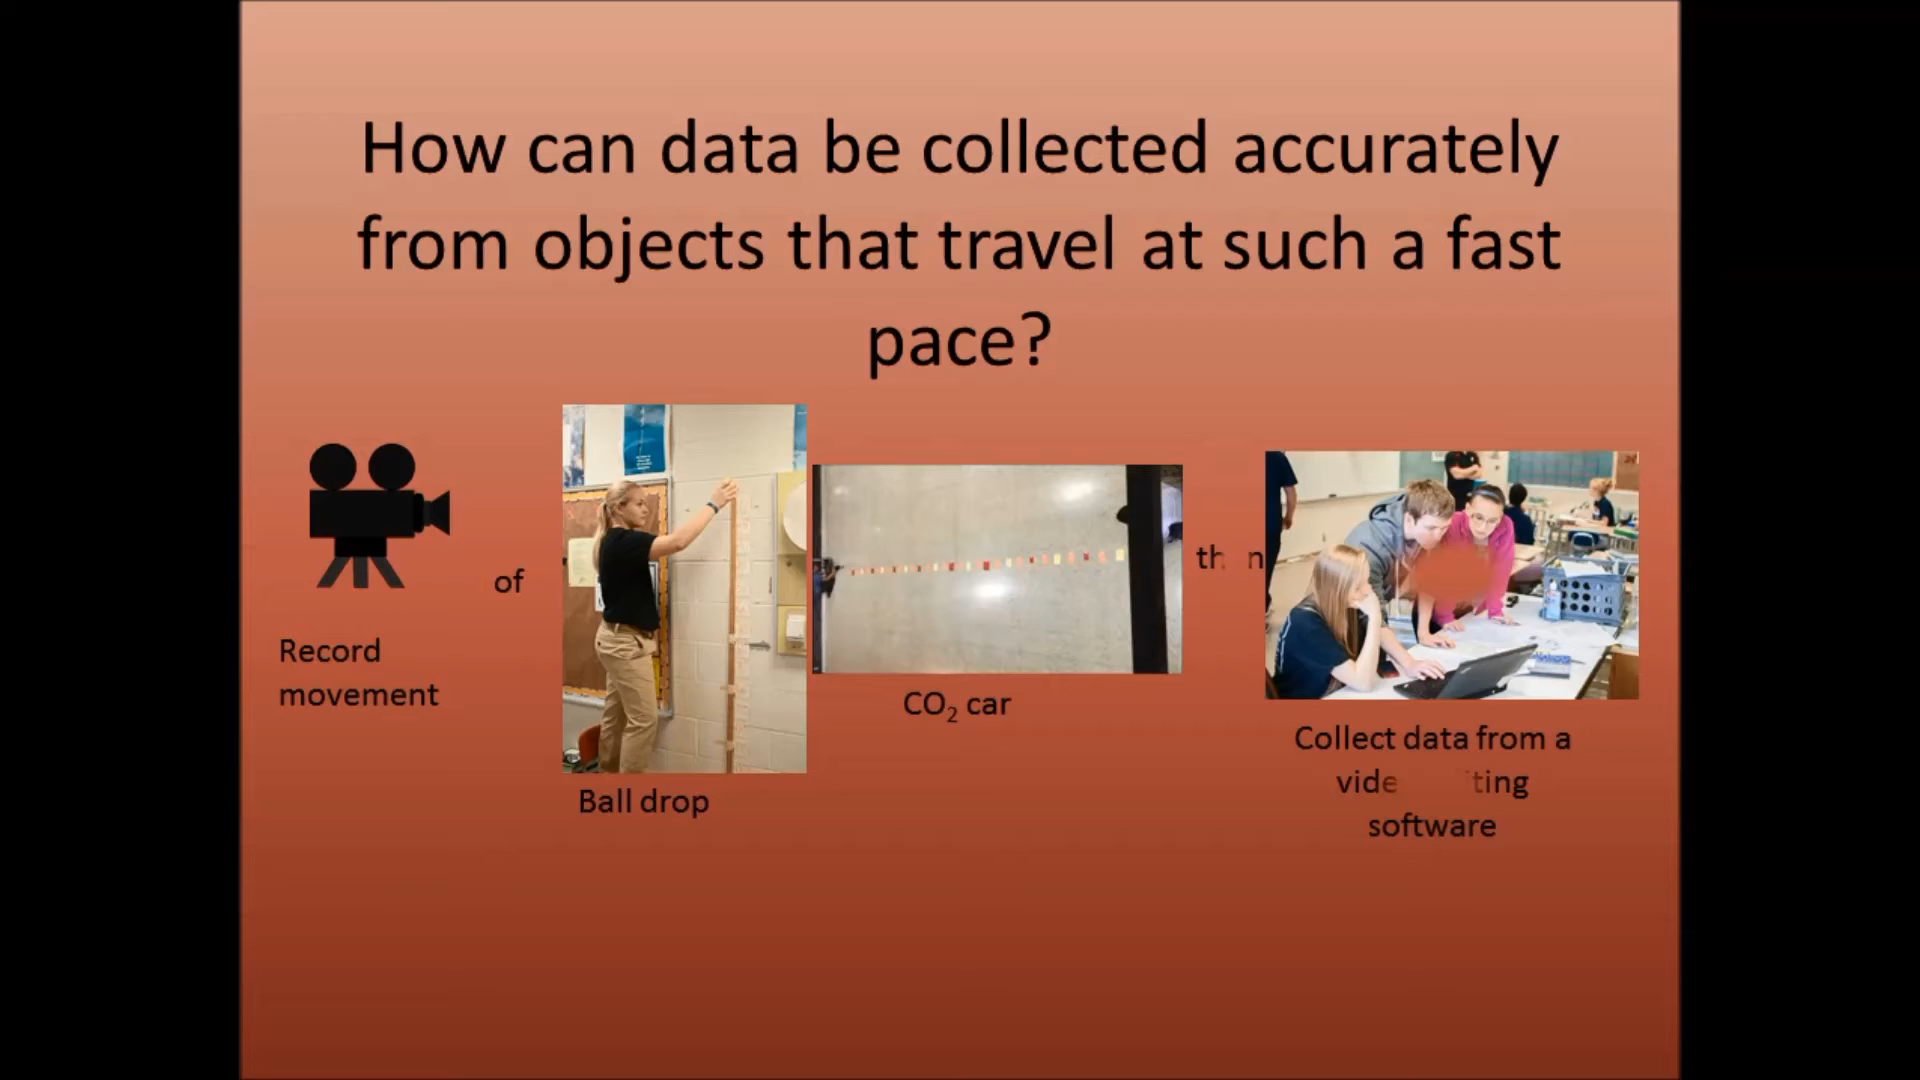 How can data be collected accurately
from objects that travel at such a fast
pace?
Record
movement
of
Ball drop
CO₂ car
Collect data from a
software